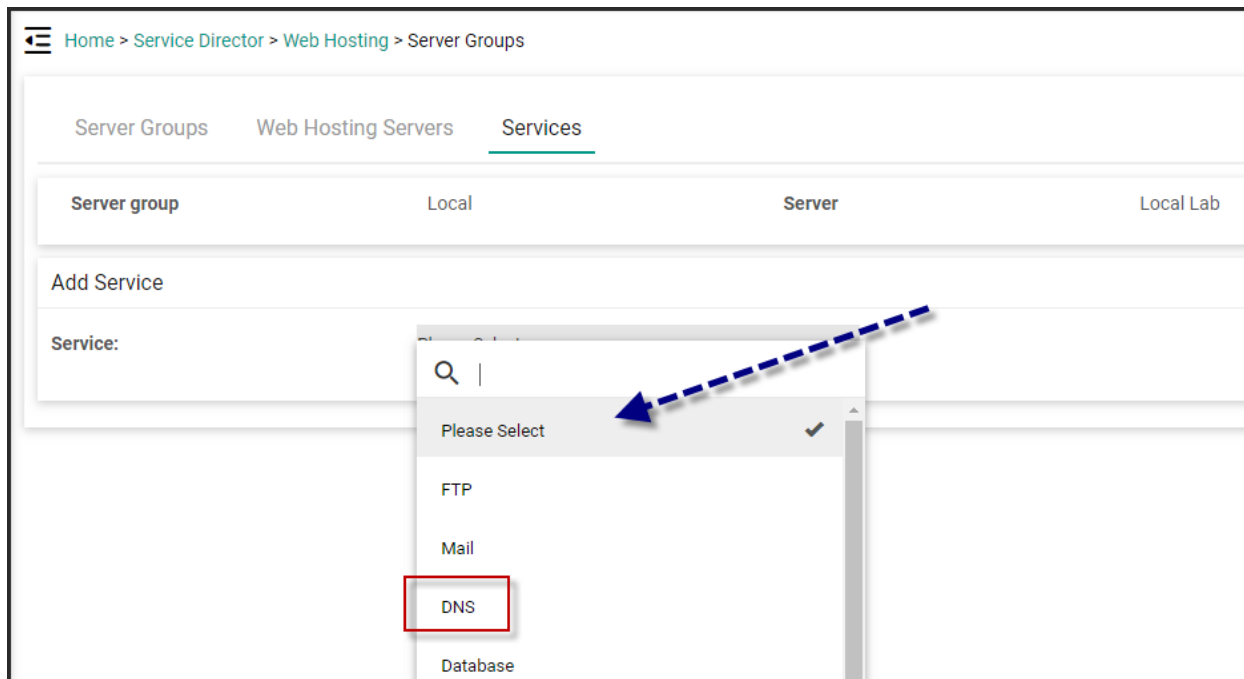 Home > Service Director > Web Hosting > Server Groups
Server Groups Web Hosting Servers Services
Server group Local Server Local Lab
Add Service
Service:
Please Select
FTP
Mail
DNS
Database